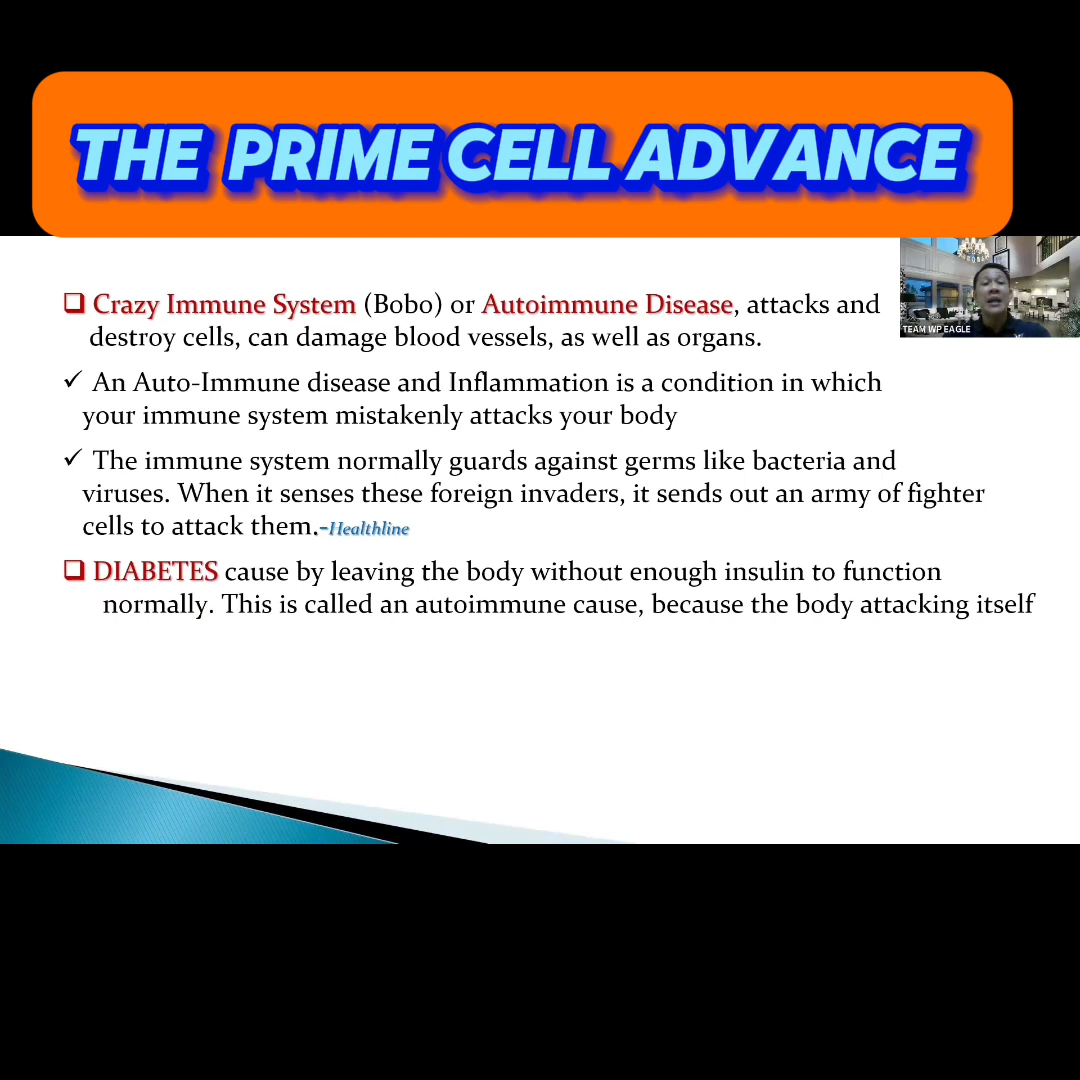 THE PRIME CELL ADVANCE
Crazy Immune System (Bobo) or Autoimmune Disease, attacks and
destroy cells, can damage blood vessels, as well as organs.
TEAM WP EAGLE
An Auto-Immune disease and Inflammation is a condition in which
your immune system mistakenly attacks your body
The immune system normally guards against germs like bacteria and
viruses. When it senses these foreign invaders, it sends out an army of fighter
cells to attack them.-Healthline
DIABETES cause by leaving the body without enough insulin to function
normally. This is called an autoimmune cause, because the body attacking itself